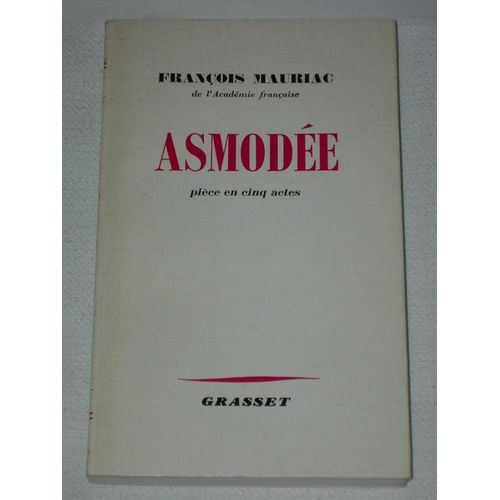 FRANÇOIS MAURIAC
de l'Académie française
ASMODÉE
pièce en cinq actes
GRASSET